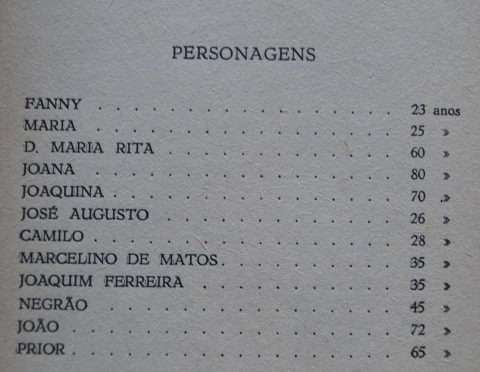 PERSONAGENS
FANNY . . . . . . . . . . . . . . 23 anos
MARIA . . . . . . . . . . . . . . 25 »
D. MARIA RITA . . . . . . . . . . . 60 »
JOANA . . . . . . . . . . . . . . 80 »
JOAQUINA . . . . . . . . . . . . . 70 »
JOSÉ AUGUSTO . . . . . . . . . . 26 »
CAMILO . . . . . . . . . . . . . . 28 »
MARCELINO DE MATOS . . . . . . . . 35 »
JOAQUIM FERREIRA . . . . . . . . . 35 »
NEGRÃO . . . . . . . . . . . . . . 45 »
JOÃO . . . . . . . . . . . . . . . 72 »
PRIOR . . . . . . . . . . . . . . . 65 »